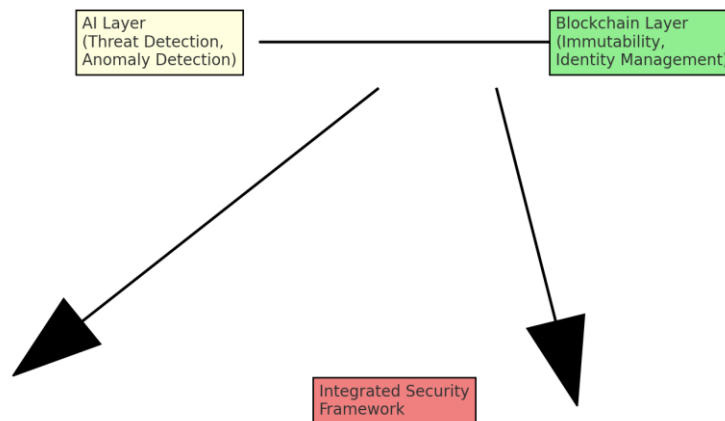 AI Layer
(Threat Detection,
Anomaly Detection)
Blockchain Layer
(Immutability,
Identity Management)
Integrated Security
Framework